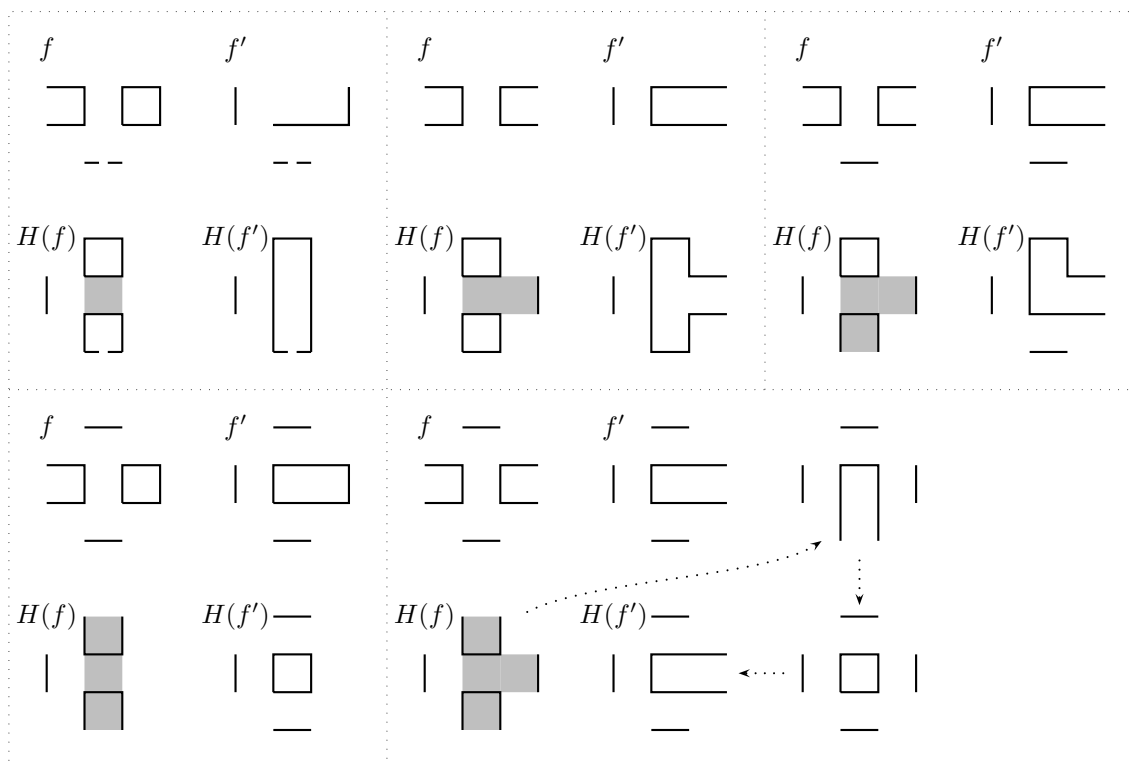 f f′ f f′ f f′
H(f) H(f′) H(f) H(f′) H(f) H(f′)
f f′ f f′
H(f) H(f′) H(f) H(f′)